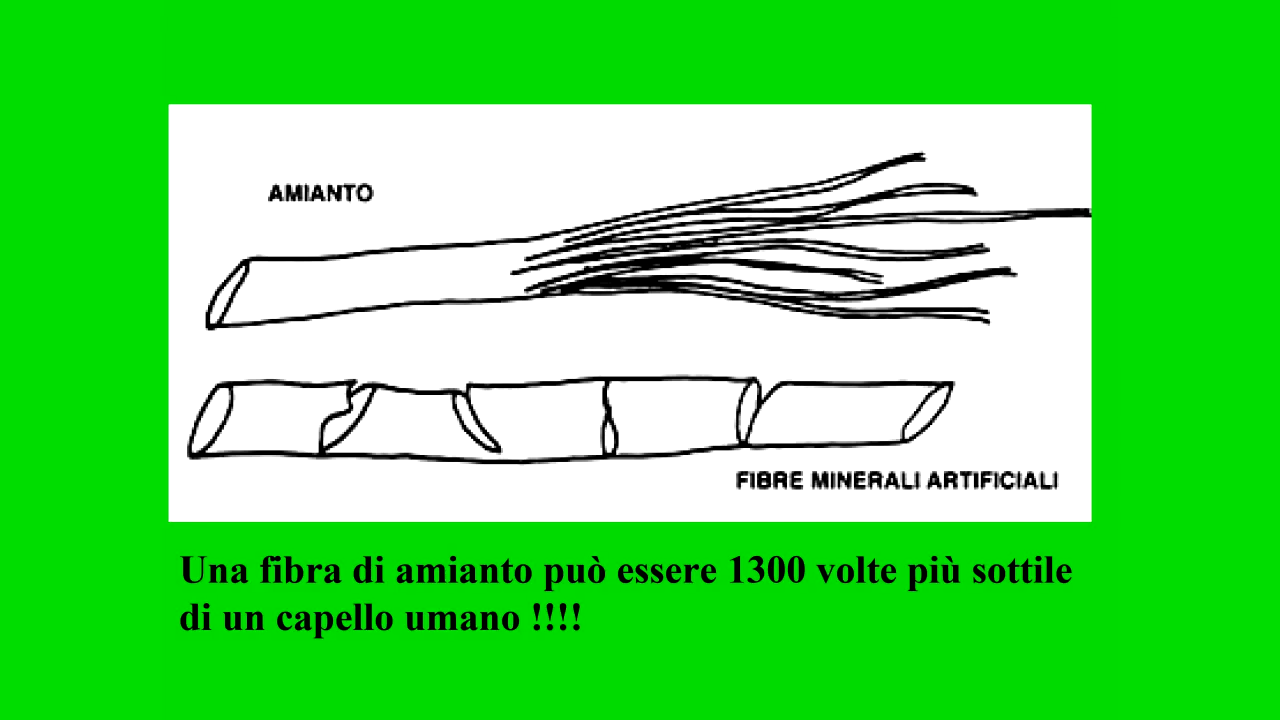 AMIANTO
FIBRE MINERALI ARTIFICIALI
Una fibra di amianto può essere 1300 volte più sottile
di un capello umano !!!!